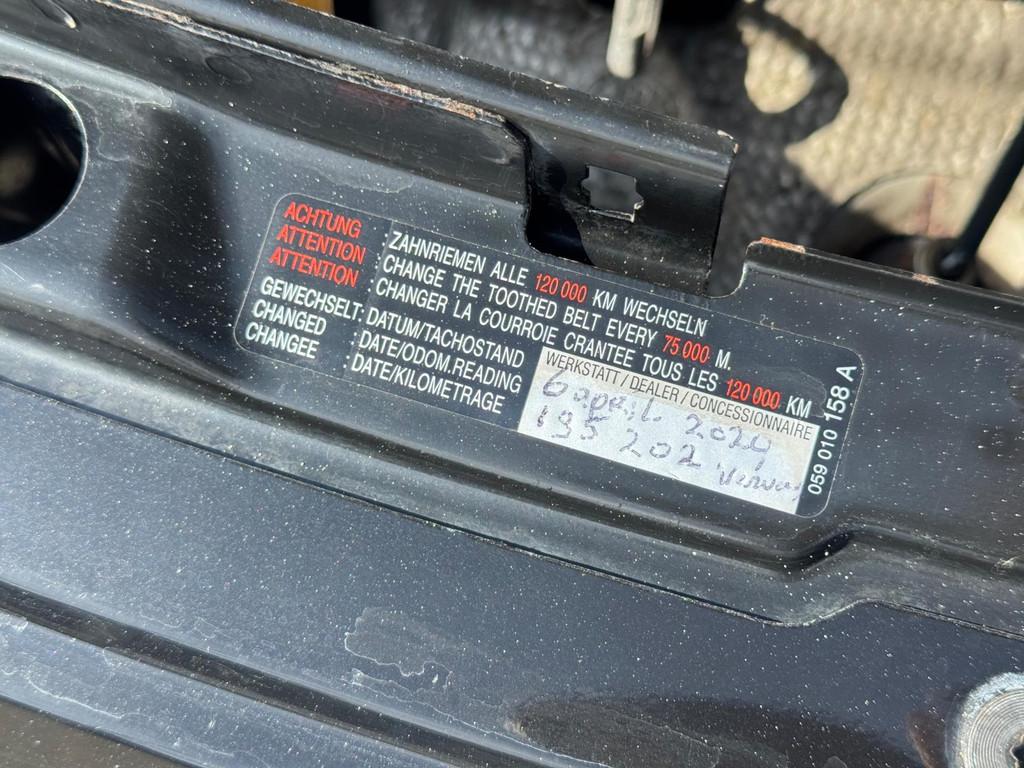 ACHTUNG : ZAHNRIEMEN ALLE 120 000 KM WECHSELN
ATTENTION : CHANGE THE TOOTHED BELT EVERY 75 000 M.
ATTENTION : CHANGER LA COURROIE CRANTEE TOUS LES 120 000 KM
GEWECHSELT: DATUM/TACHOSTAND
CHANGED : DATE/ODOM.READING
CHANGEE : DATE/KILOMETRAGE
WERKSTATT/DEALER/CONCESSIONNAIRE
6 april 2024
195 202
059 010 158 A